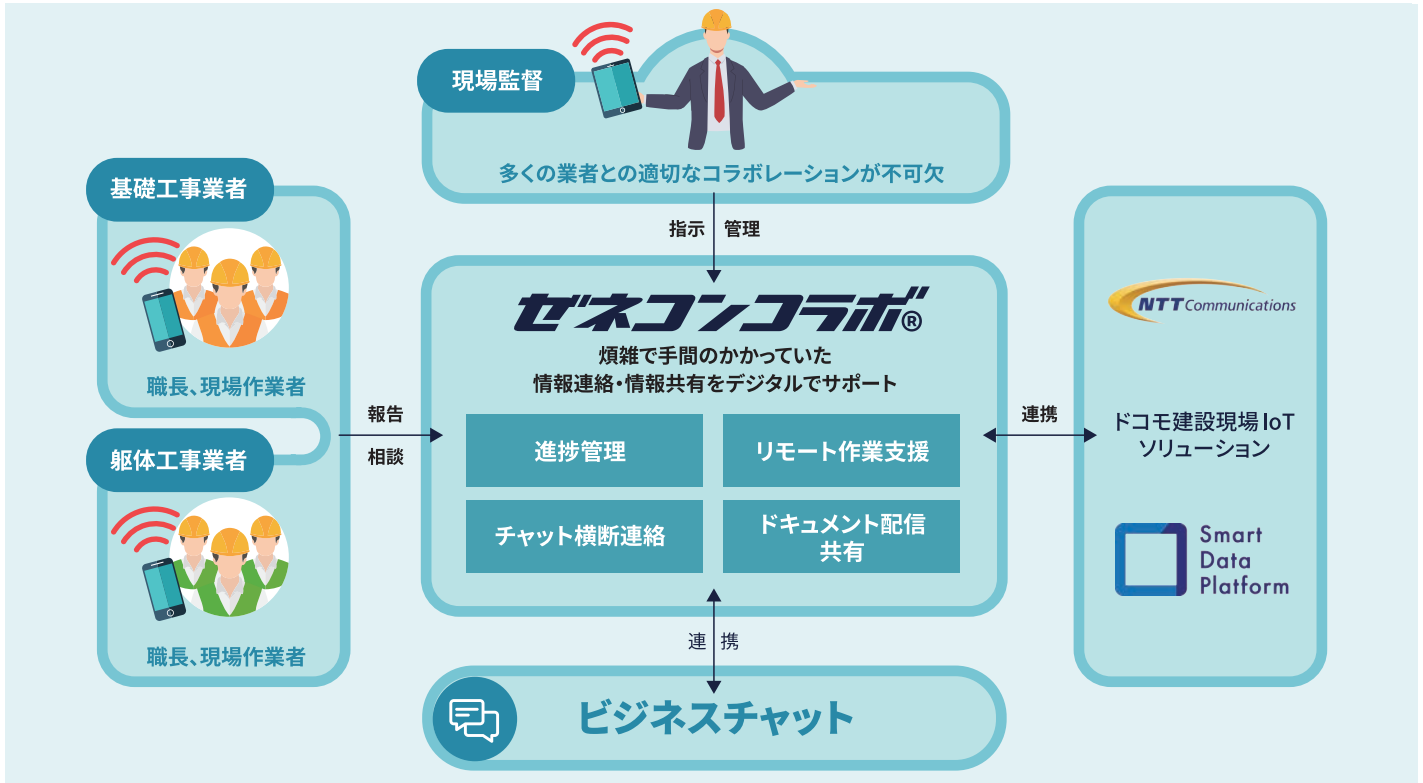 現場監督
多くの業者との適切なコラボレーションが不可欠
指示 管理
基礎工事業者
職長、現場作業者
躯体工事業者
職長、現場作業者
報告
相談
ゼネコンコラボ®
煩雑で手間のかかっていた
情報連絡・情報共有をデジタルでサポート
進捗管理
リモート作業支援
チャット横断連絡
ドキュメント配信
共有
連携
NTT Communications
ドコモ建設現場IoT
ソリューション
Smart
Data
Platform
連携
ビジネスチャット